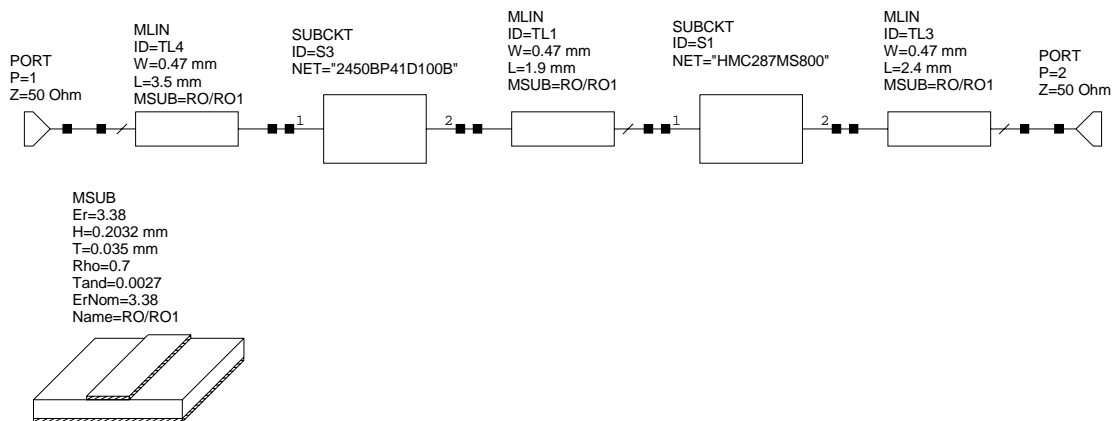 PORT
P=1
Z=50 Ohm
MLIN
ID=TL4
W=0.47 mm
L=3.5 mm
MSUB=RO/RO1
SUBCKT
ID=S3
NET="2450BP41D100B"
1
2
MLIN
ID=TL1
W=0.47 mm
L=1.9 mm
MSUB=RO/RO1
SUBCKT
ID=S1
NET="HMC287MS800"
1
2
MLIN
ID=TL3
W=0.47 mm
L=2.4 mm
MSUB=RO/RO1
PORT
P=2
Z=50 Ohm
MSUB
Er=3.38
H=0.2032 mm
T=0.035 mm
Rho=0.7
Tand=0.0027
ErNom=3.38
Name=RO/RO1